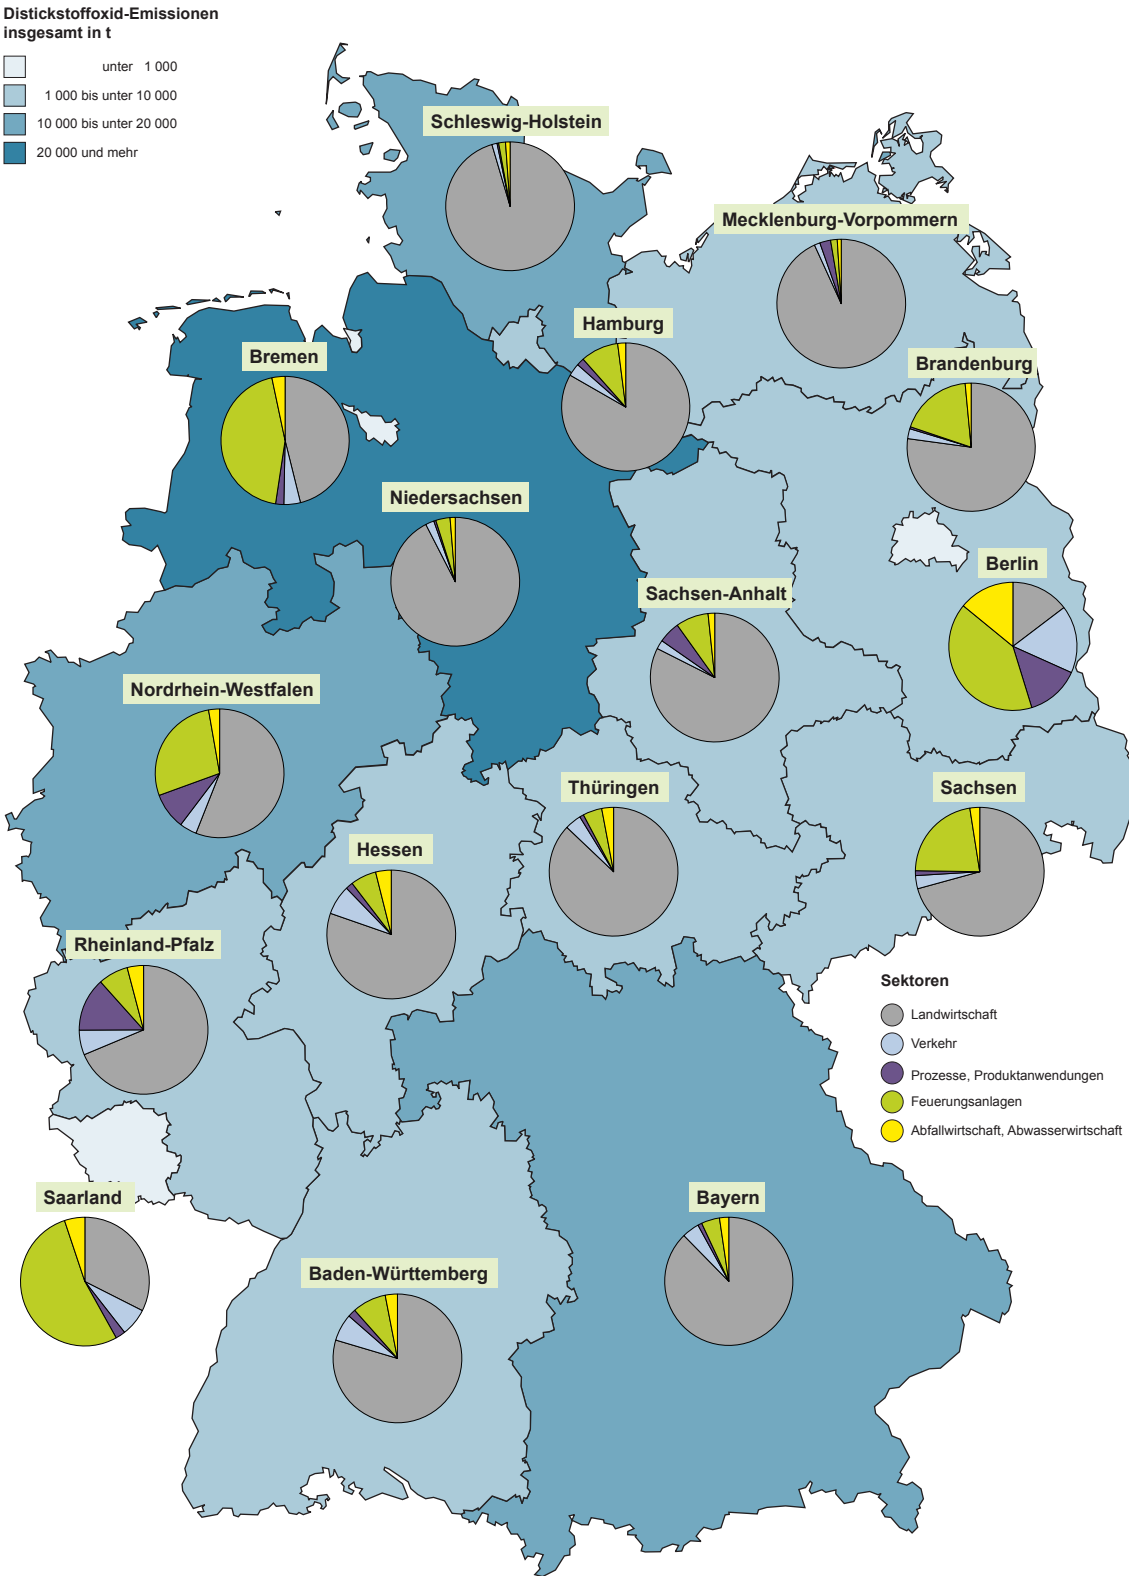 Distickstoffoxid-Emissionen
insgesamt in t
unter 1 000
1 000 bis unter 10 000
10 000 bis unter 20 000
20 000 und mehr
Schleswig-Holstein
Mecklenburg-Vorpommern
Hamburg
Bremen
Brandenburg
Niedersachsen
Berlin
Sachsen-Anhalt
Nordrhein-Westfalen
Thüringen
Sachsen
Hessen
Rheinland-Pfalz
Sektoren
Landwirtschaft
Verkehr
Prozesse, Produktanwendungen
Feuerungsanlagen
Abfallwirtschaft, Abwasserwirtschaft
Saarland
Bayern
Baden-Württemberg